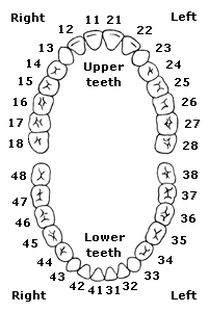 Right 11 21 Left
12 22
13 23
14 24
Upper
teeth
15 25
16 26
17 27
18 28
48 38
47 37
46 36
45 35
Lower
teeth
44 34
43 33
42 41 31 32
Right Left